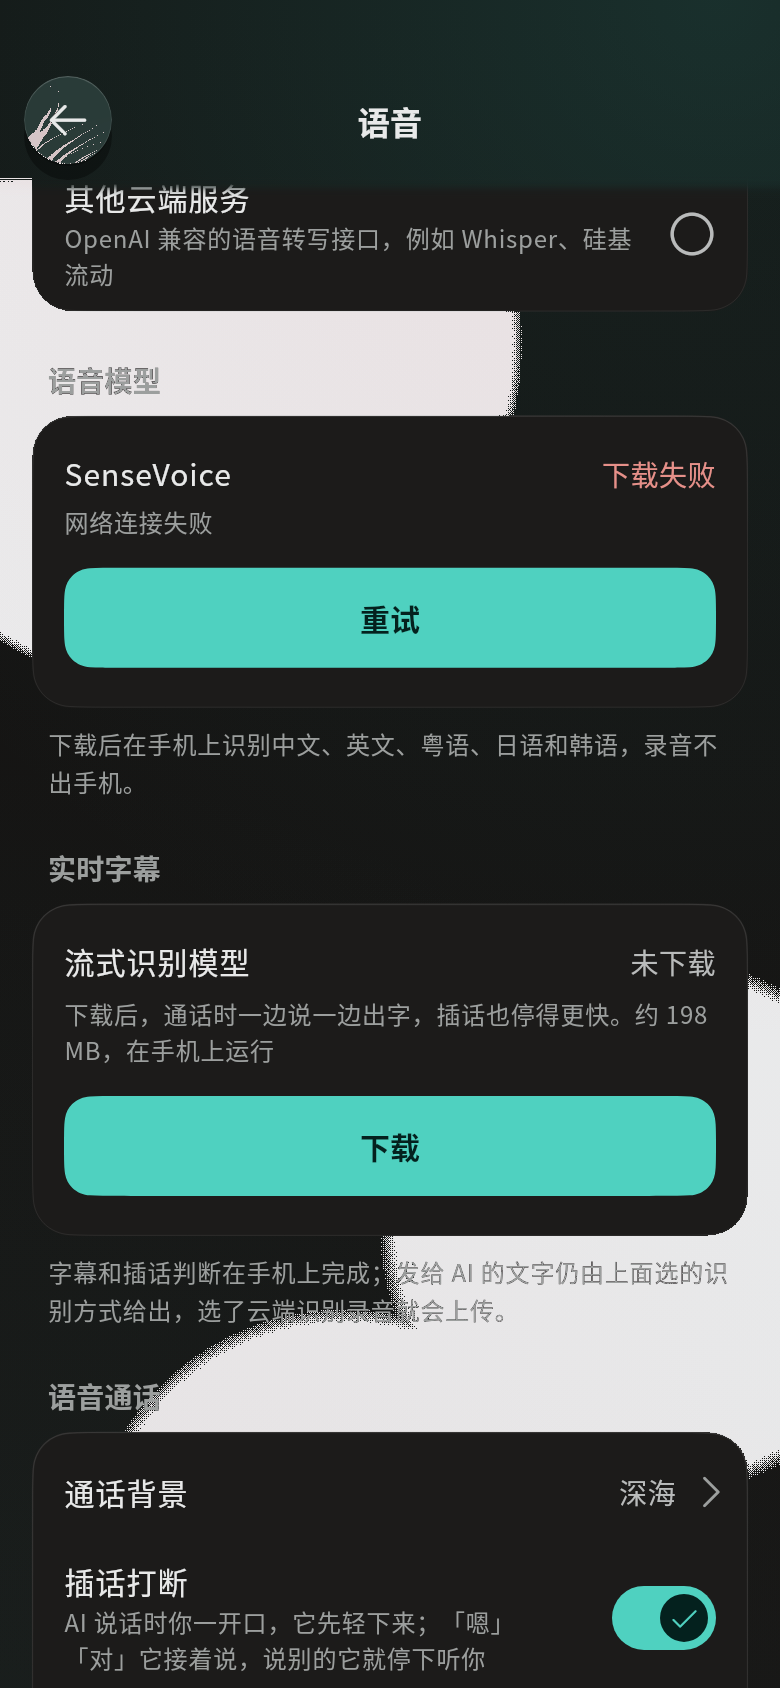 语音
其他云端服务
OpenAI 兼容的语音转写接口，例如 Whisper、硅基
流动
语音模型
SenseVoice
下载失败
网络连接失败
重试
下载后在手机上识别中文、英文、粤语、日语和韩语，录音不
出手机。
实时字幕
流式识别模型
未下载
下载后，通话时一边说一边出字，插话也停得更快。约 198
MB，在手机上运行
下载
字幕和插话判断在手机上完成；发给 AI 的文字仍由上面选的识
别方式给出，选了云端识别录音就会上传。
语音通话
通话背景
深海
插话打断
AI 说话时你一开口，它先轻下来；「嗯」
「对」它接着说，说别的它就停下听你